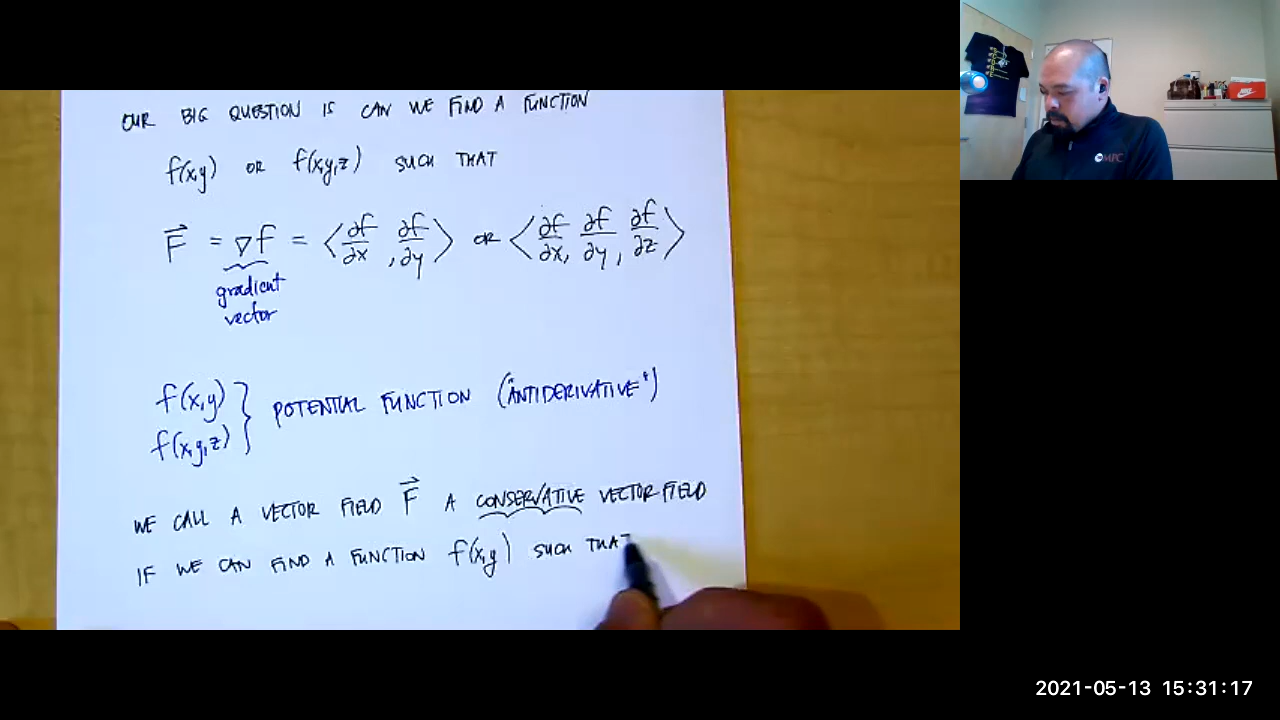 OUR BIG QUESTION IS CAN WE FIND A FUNCTION
f(x,y) OR f(x,y,z) SUCH THAT
F⃗ = ∇f = ⟨∂f/∂x, ∂f/∂y⟩ OR ⟨∂f/∂x, ∂f/∂y, ∂f/∂z⟩
gradient
vector
f(x,y)
f(x,y,z) } POTENTIAL FUNCTION ("ANTIDERIVATIVE")
WE CALL A VECTOR FIELD F⃗ A CONSERVATIVE VECTOR FIELD
IF WE CAN FIND A FUNCTION f(x,y) SUCH THAT
MPC
2021-05-13 15:31:17